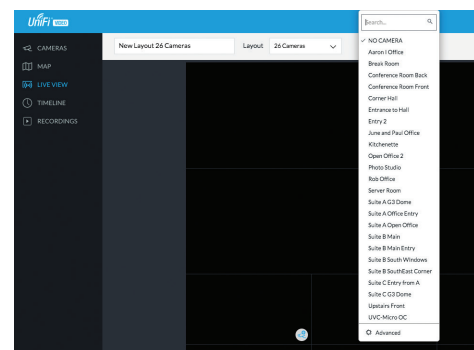 UniFi VIDEO
Search...
CAMERAS
New Layout 26 Cameras
Layout
26 Cameras
MAP
LIVE VIEW
TIMELINE
RECORDINGS
NO CAMERA
Aaron I Office
Break Room
Conference Room Back
Conference Room Front
Corner Hall
Entrance to Hall
Entry 2
June and Paul Office
Kitchenette
Open Office 2
Photo Studio
Rob Office
Server Room
Suite A G3 Dome
Suite A Office Entry
Suite A Open Office
Suite B Main
Suite B Main Entry
Suite B South Windows
Suite B SouthEast Corner
Suite C Entry from A
Suite C G3 Dome
Upstairs Front
UVC-Micro OC
Advanced